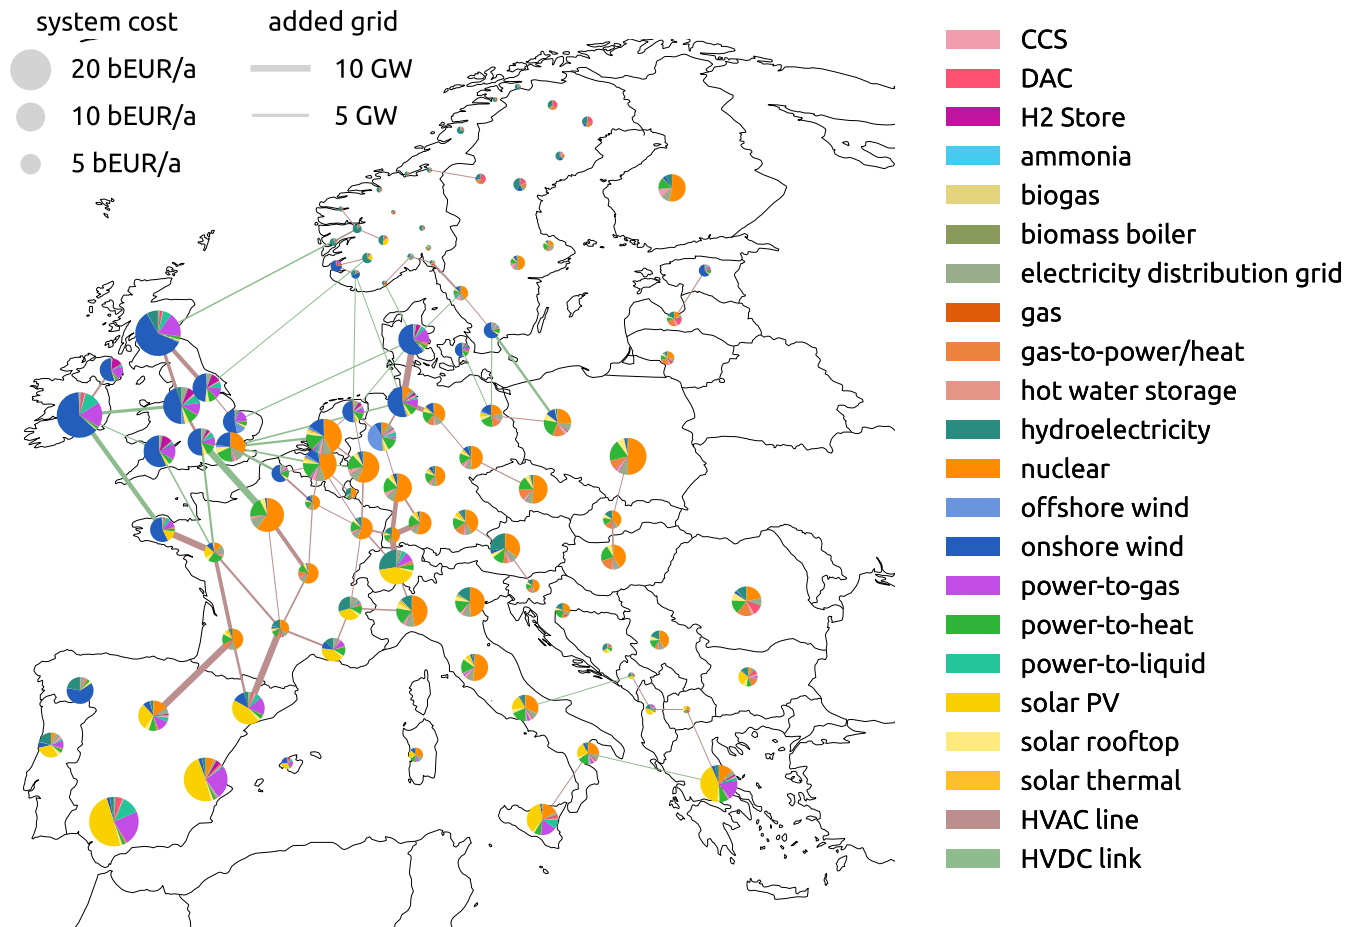 system cost
added grid
20 bEUR/a
10 GW
10 bEUR/a
5 GW
5 bEUR/a
CCS
DAC
H2 Store
ammonia
biogas
biomass boiler
electricity distribution grid
gas
gas-to-power/heat
hot water storage
hydroelectricity
nuclear
offshore wind
onshore wind
power-to-gas
power-to-heat
power-to-liquid
solar PV
solar rooftop
solar thermal
HVAC line
HVDC link